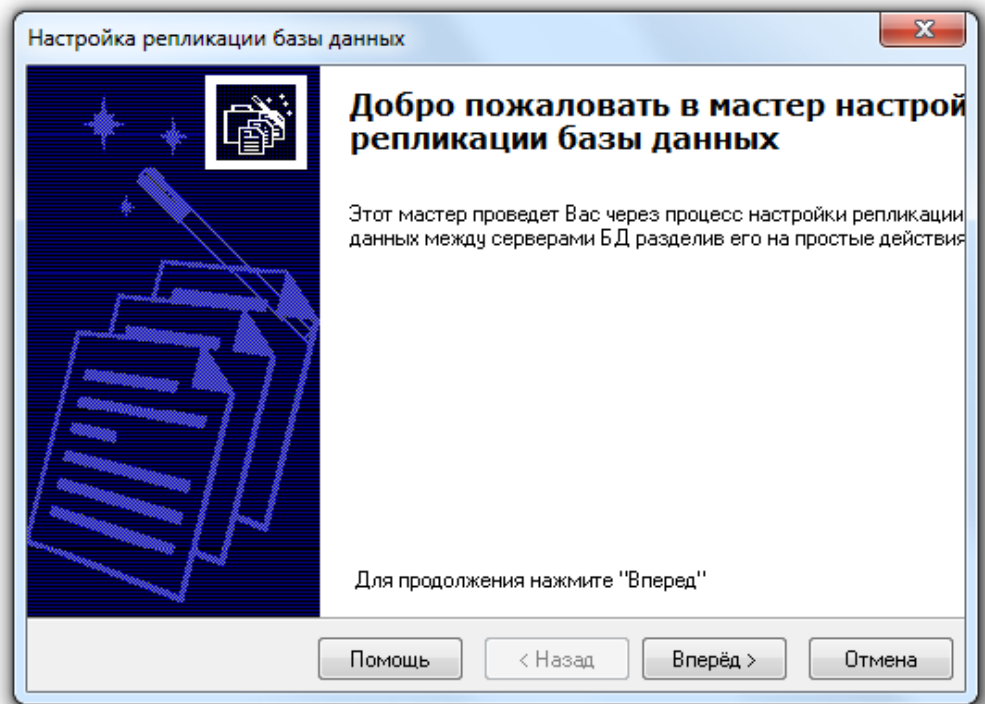 Настройка репликации базы данных
Добро пожаловать в мастер настрой
репликации базы данных
Этот мастер проведет Вас через процесс настройки репликации
данных между серверами БД разделив его на простые действия
Для продолжения нажмите "Вперед"
Помощь
< Назад
Вперёд >
Отмена